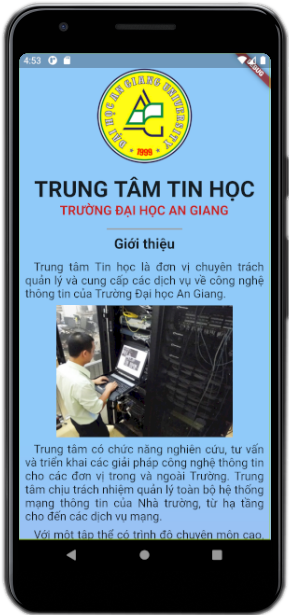 4:53
DEBUG
ĐẠI HỌC AN GIANG UNIVERSITY
1999
TRUNG TÂM TIN HỌC
TRƯỜNG ĐẠI HỌC AN GIANG
Giới thiệu
Trung tâm Tin học là đơn vị chuyên trách
quản lý và cung cấp các dịch vụ về công nghệ
thông tin của Trường Đại học An Giang.
Trung tâm có chức năng nghiên cứu, tư vấn
và triển khai các giải pháp công nghệ thông tin
cho các đơn vị trong và ngoài Trường. Trung
tâm chịu trách nhiệm quản lý toàn bộ hệ thống
mạng thông tin của Nhà trường, từ hạ tầng
cho đến các dịch vụ mạng.
Với một tập thể có trình độ chuyên môn cao,